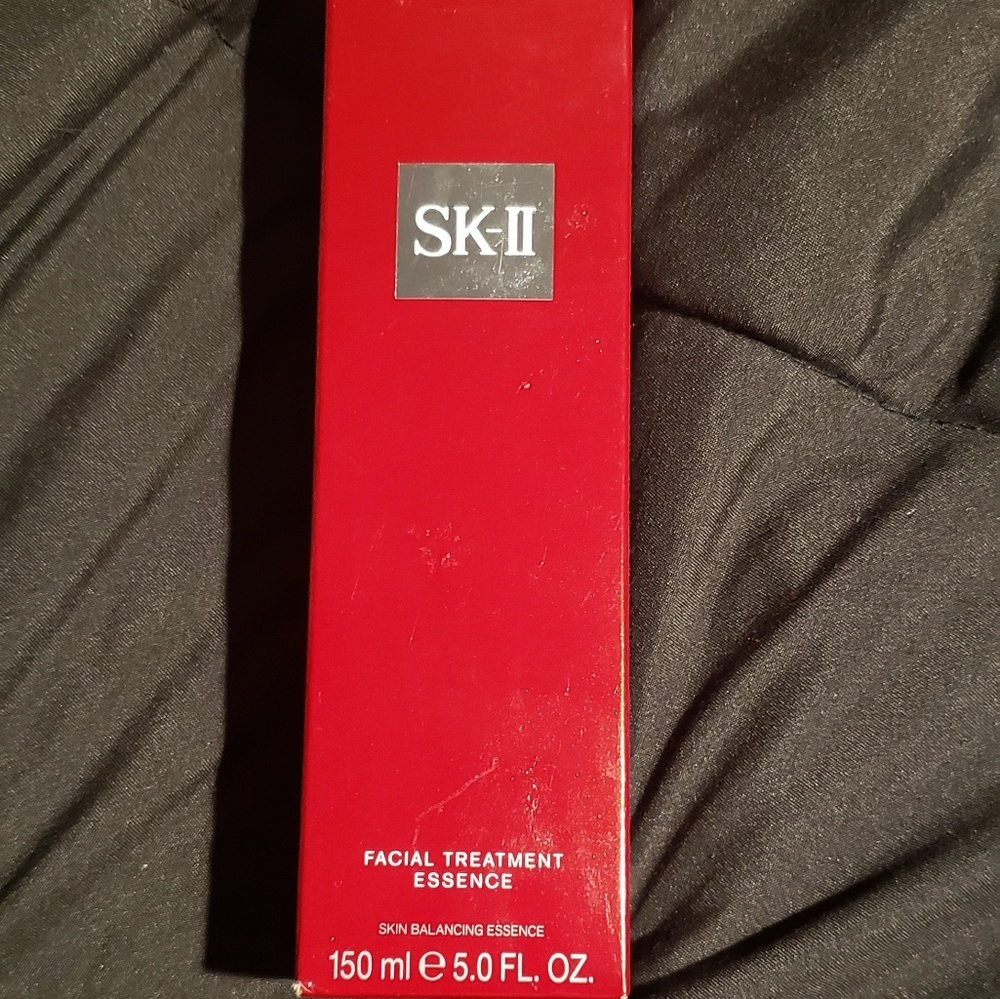 SK-II
FACIAL TREATMENT
ESSENCE
SKIN BALANCING ESSENCE
150 ml ℮ 5.0 FL. OZ.